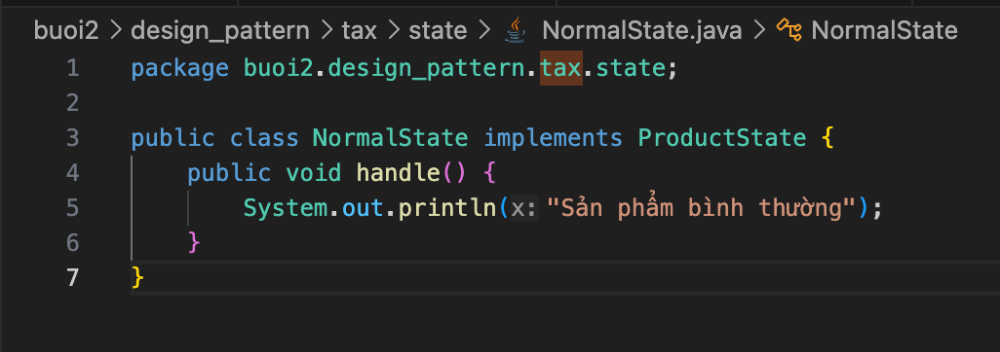 buoi2 > design_pattern > tax > state > NormalState.java > NormalState
1 package buoi2.design_pattern.tax.state;
2
3 public class NormalState implements ProductState {
4     public void handle() {
5         System.out.println(x: "Sản phẩm bình thường");
6     }
7 }